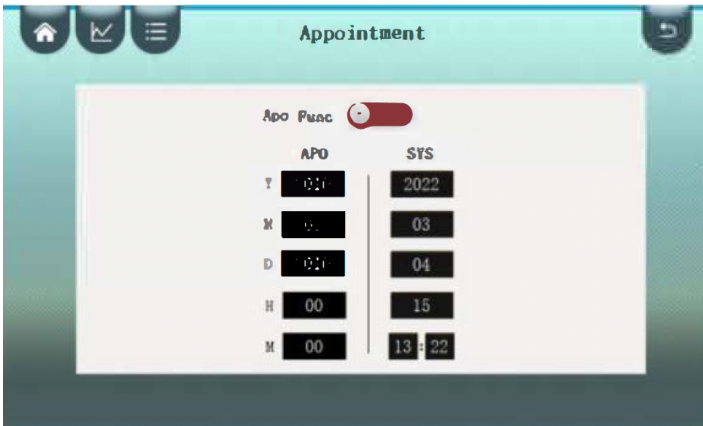 Appointment
Apo Func
APO SYS
Y 2022
M 03
D 04
H 00 15
M 00 13:22